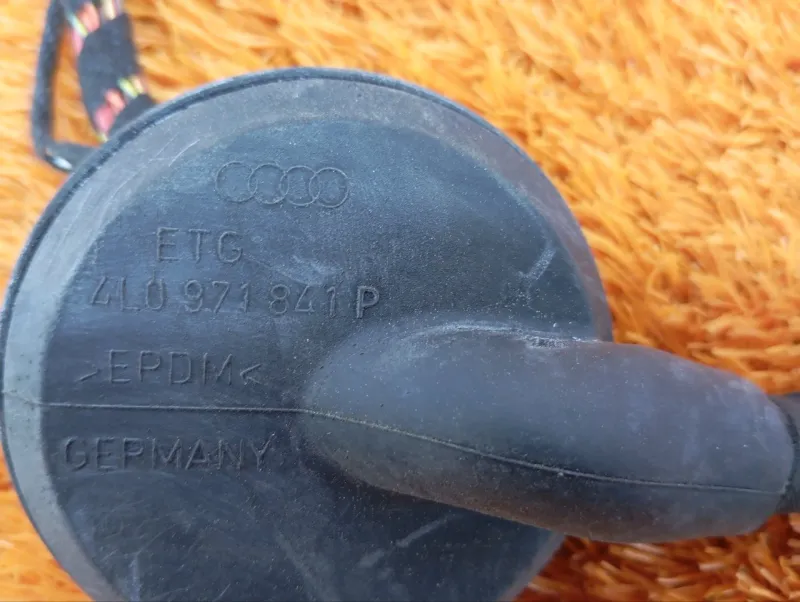 ETG
4L0 971 841 P
>EPDM<
GERMANY